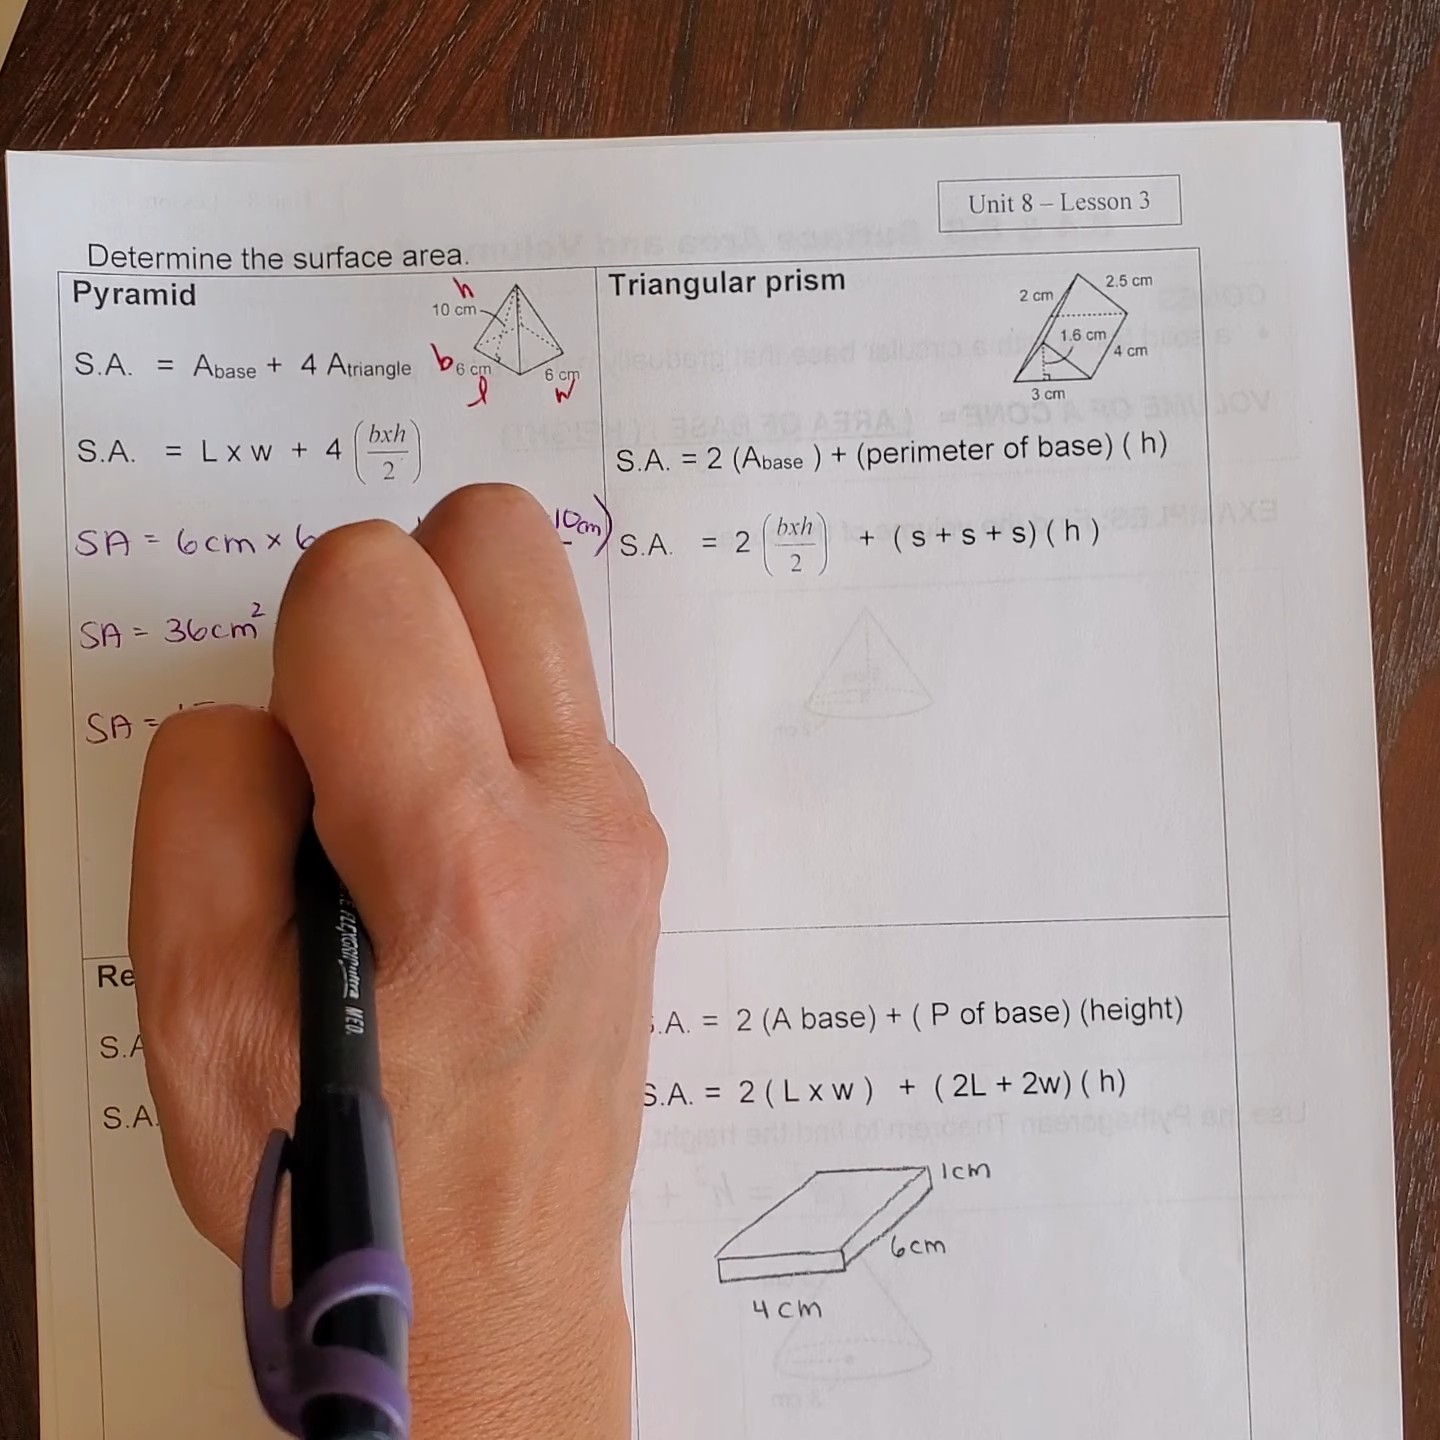 Unit 8 – Lesson 3
Determine the surface area.
Pyramid
h
10 cm
b 6 cm
6 cm
l
w
S.A. = Abase + 4 Atriangle
S.A. = L x w + 4 (bxh/2)
SA = 6cm × 6
10cm)
SA = 36cm²
SA =
Triangular prism
2 cm
2.5 cm
1.6 cm
4 cm
3 cm
S.A. = 2 (Abase ) + (perimeter of base) ( h)
S.A. = 2 (bxh/2) + ( s + s + s) ( h )
Re
S.A
S.A.
S.A. = 2 (A base) + ( P of base) (height)
S.A. = 2 ( L x w ) + ( 2L + 2w) ( h)
1cm
6cm
4 cm